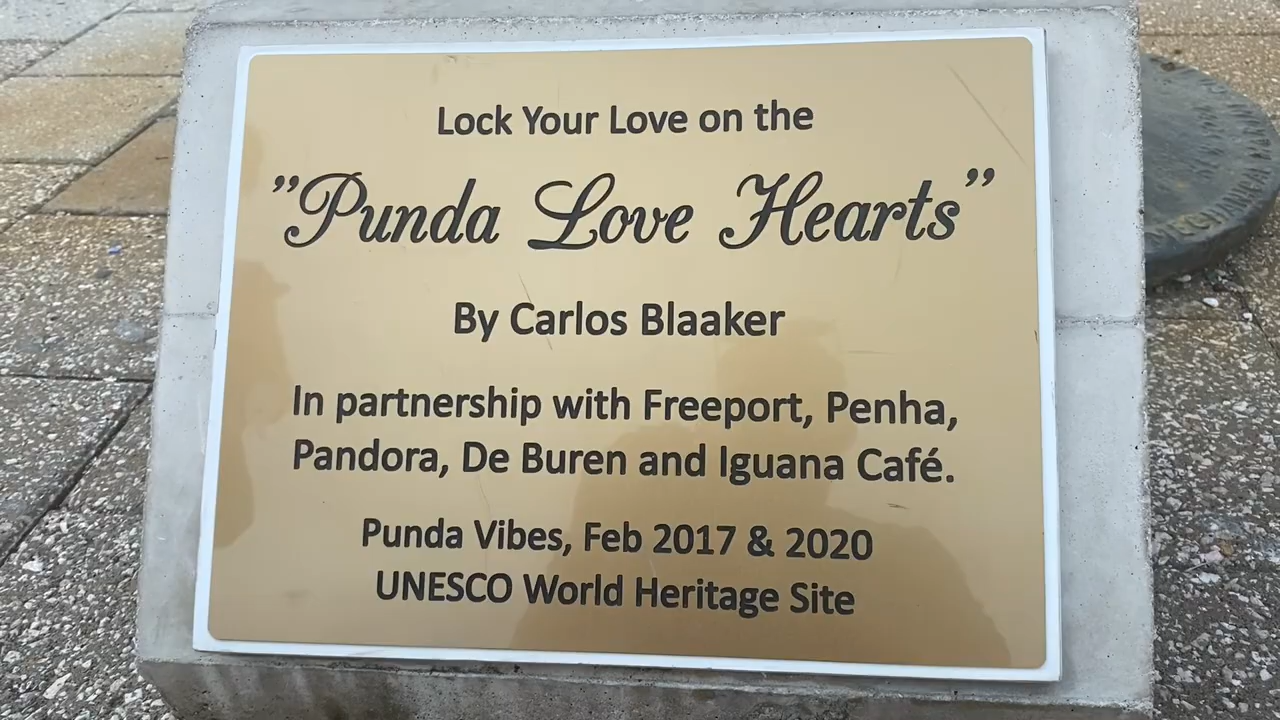 Lock Your Love on the
”Punda Love Hearts”
By Carlos Blaaker
In partnership with Freeport, Penha,
Pandora, De Buren and Iguana Café.
Punda Vibes, Feb 2017 & 2020
UNESCO World Heritage Site